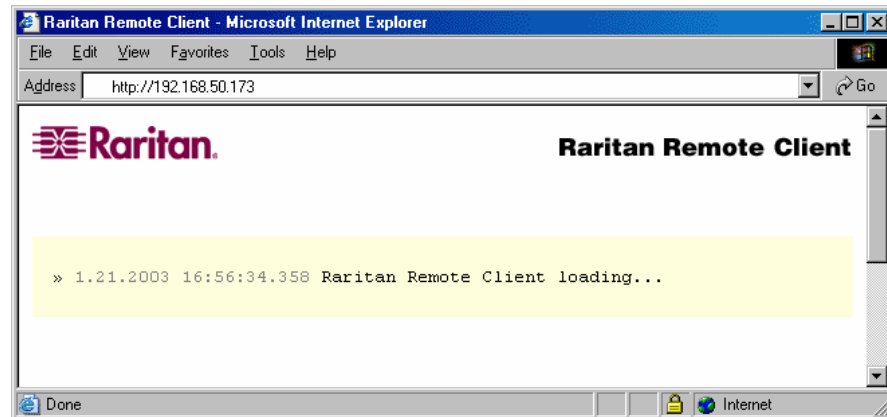 Raritan Remote Client - Microsoft Internet Explorer
File Edit View Favorites Tools Help
Address http://192.168.50.173 Go
Raritan. Raritan Remote Client
» 1.21.2003 16:56:34.358 Raritan Remote Client loading...
Done Internet